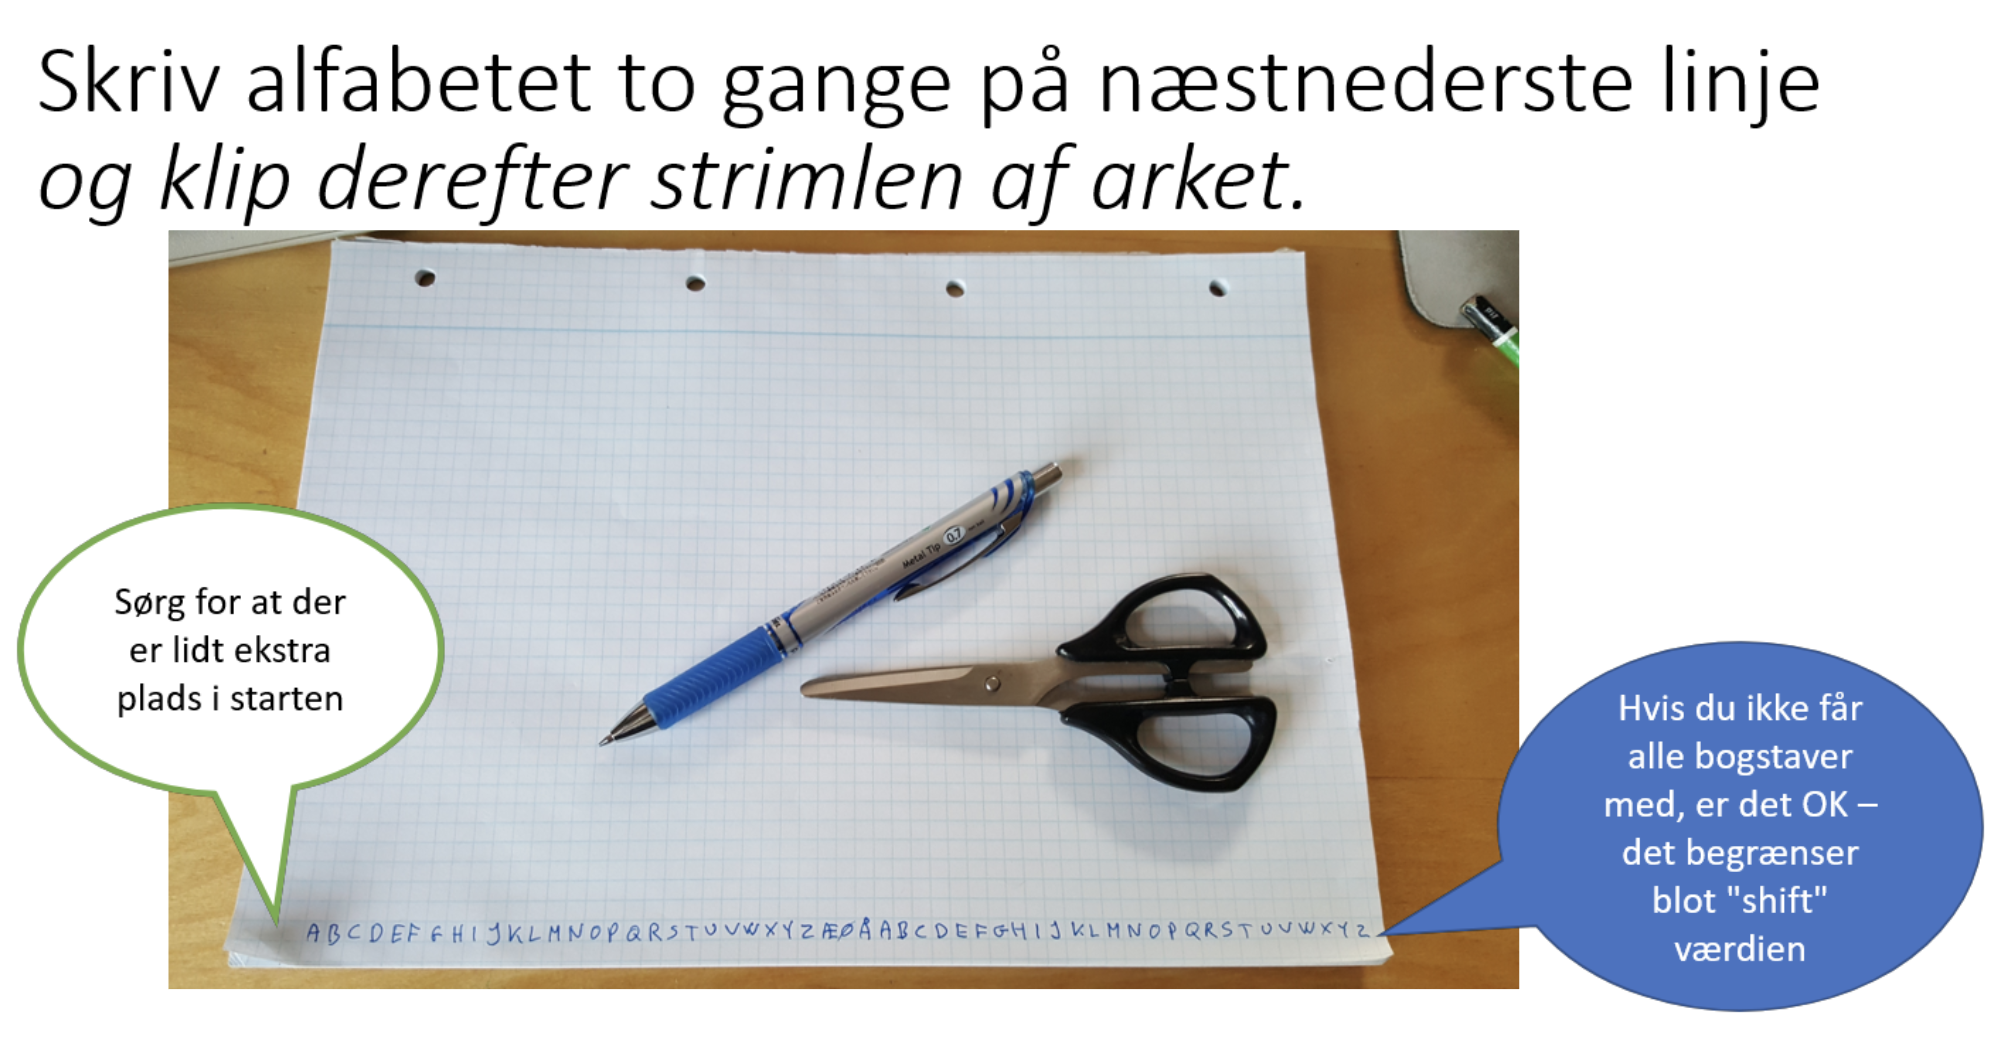 Skriv alfabetet to gange på næstnederste linje
og klip derefter strimlen af arket.
Sørg for at der
er lidt ekstra
plads i starten
Metal Tip 0.7
Hvis du ikke får
alle bogstaver
med, er det OK –
det begrænser
blot "shift"
værdien
ABCDEFGHIJKLMNOPQRSTUVWXYZÆØÅABCDEFGHIJKLMNOPQRSTUVWXYZ